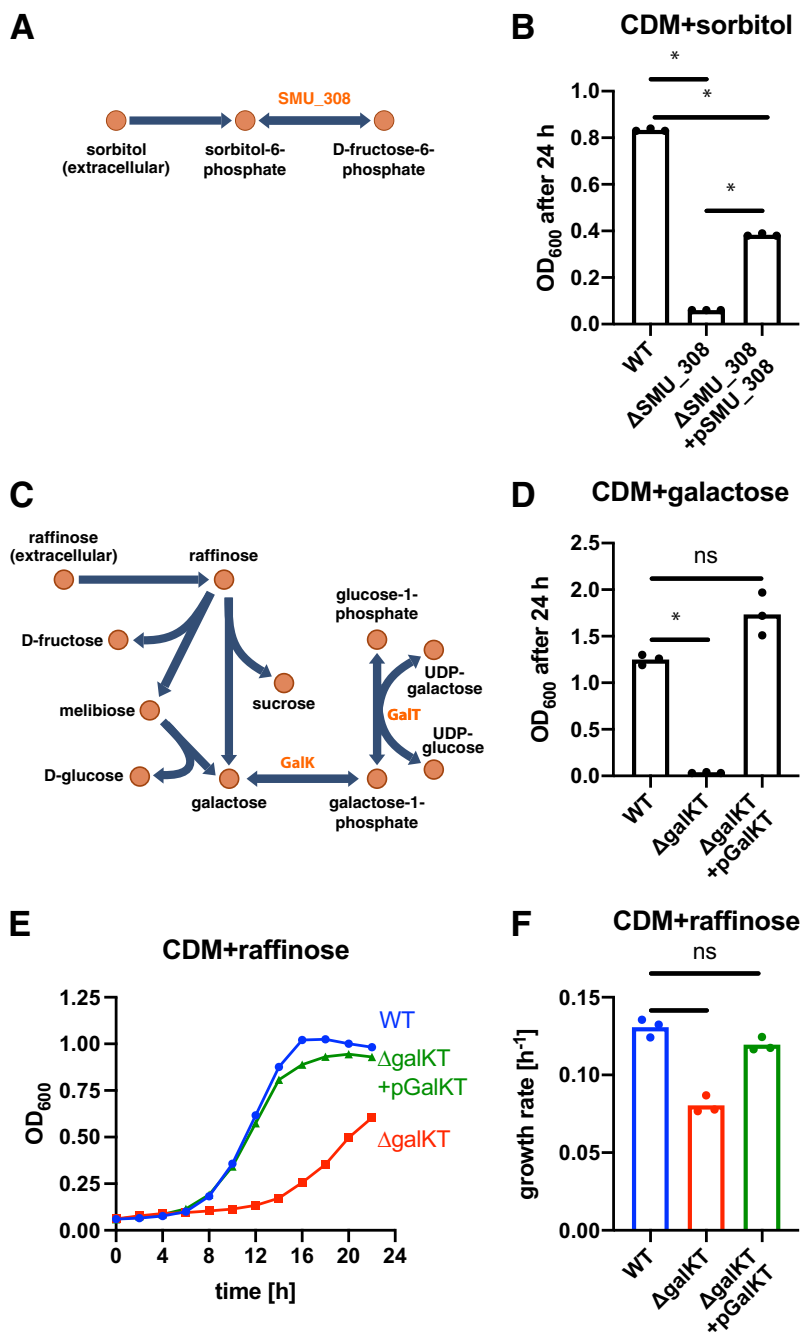 A
SMU_308
sorbitol
(extracellular)
sorbitol-6-
phosphate
D-fructose-6-
phosphate
B
CDM+sorbitol
*
*
*
OD600 after 24 h
1.0
0.8
0.6
0.4
0.2
0.0
WT
ΔSMU_308
ΔSMU_308
+pSMU_308
C
raffinose
(extracellular)
raffinose
D-fructose
melibiose
D-glucose
sucrose
galactose
GalK
glucose-1-
phosphate
UDP-
galactose
GalT
UDP-
glucose
galactose-1-
phosphate
D
CDM+galactose
ns
*
OD600 after 24 h
2.5
2.0
1.5
1.0
0.5
0.0
WT
ΔgalKT
ΔgalKT
+pGalKT
E
CDM+raffinose
OD600
1.25
1.00
0.75
0.50
0.25
0.00
WT
ΔgalKT
+pGalKT
ΔgalKT
0 4 8 12 16 20 24
time [h]
F
CDM+raffinose
ns
growth rate [h-1]
0.15
0.10
0.05
0.00
WT
ΔgalKT
ΔgalKT
+pGalKT